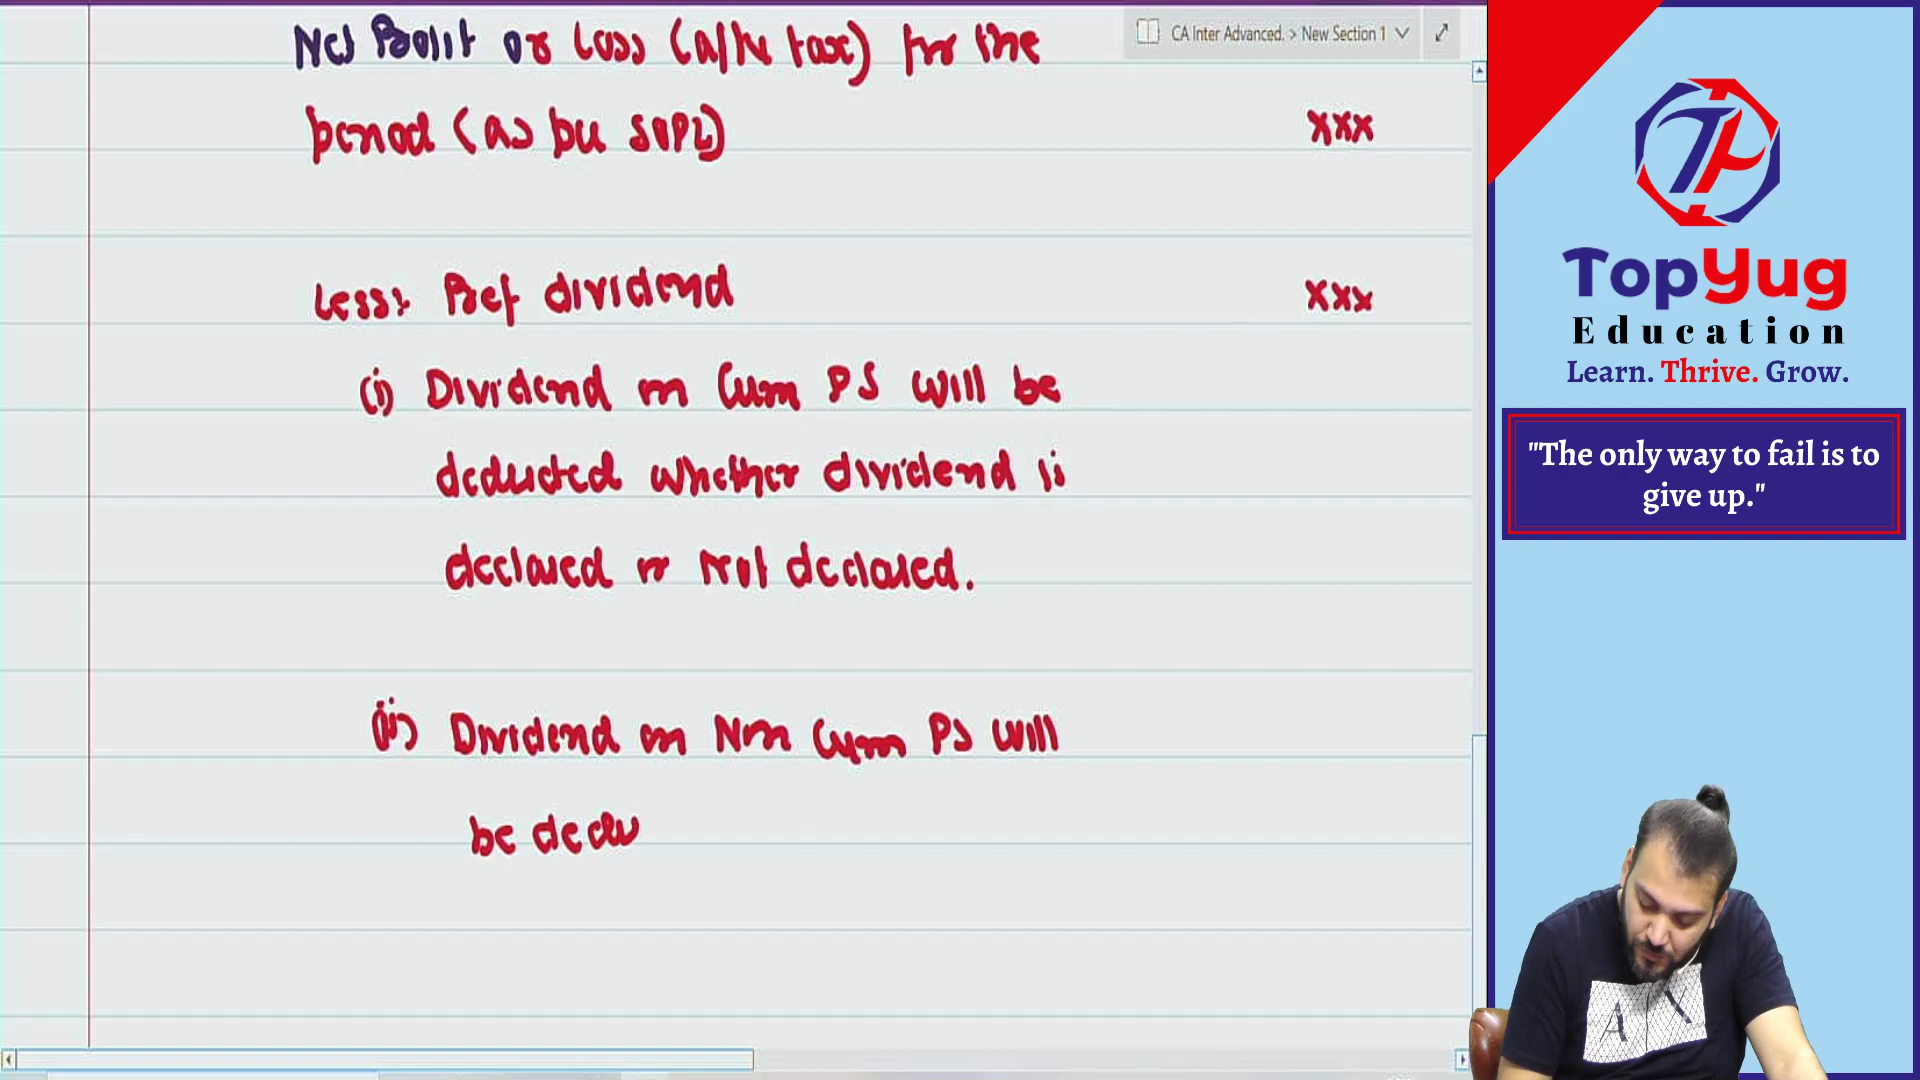 Net Profit or Loss (after tax) for the
period (as per SOPL) xxx
Less: Pref dividend xxx
(i) Dividend on Cum PS will be
deducted whether dividend is
declared or Not declared.
(ii) Dividend on Non Cum PS will
be dedu
CA Inter Advanced. > New Section 1
TopYug
Education
Learn. Thrive. Grow.
"The only way to fail is to
give up."
A X